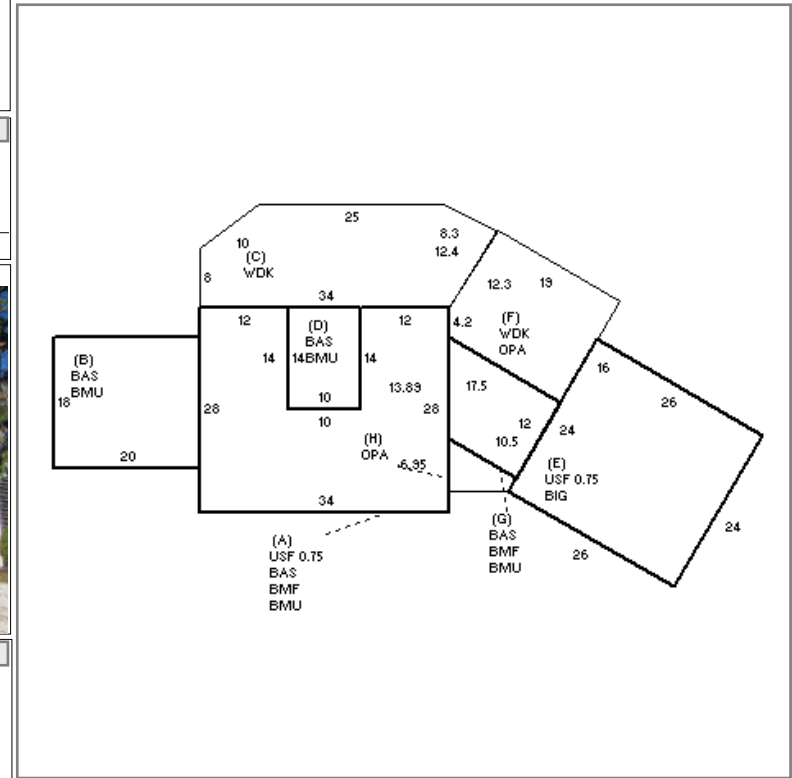 25
8.3
12.4
10
(C)
WDK
8
34
12.3
19
12
12
4.2
(F)
WDK
OPA
(D)
BAS
BMU
14
14
14
10
10
28
13.89
28
(B)
BAS
BMU
18
20
17.5
12
10.5
16
26
24
(E)
USF 0.75
BIG
24
26
(H)
OPA
6.95
34
(A)
USF 0.75
BAS
BMF
BMU
(G)
BAS
BMF
BMU